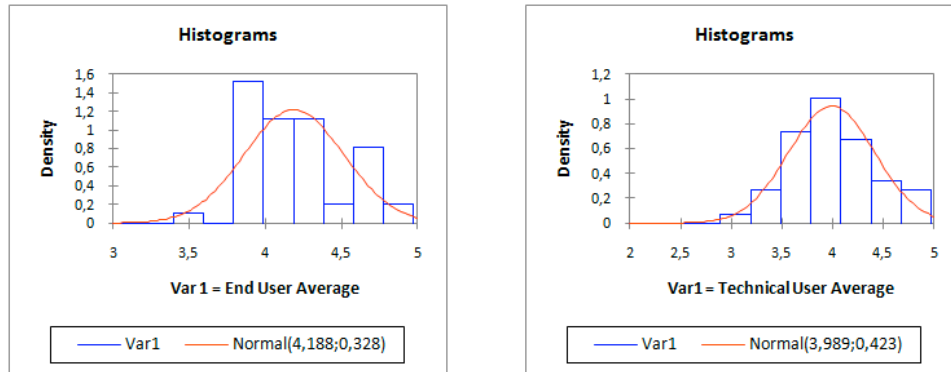 Histograms
1,6
1,4
1,2
1
0,8
0,6
0,4
0,2
0
Density
3
3,5
4
4,5
5
Var 1 = End User Average
Var1
Normal(4,188;0,328)
Histograms
1,2
1
0,8
0,6
0,4
0,2
0
Density
2
2,5
3
3,5
4
4,5
5
Var1 = Technical User Average
Var1
Normal(3,989;0,423)